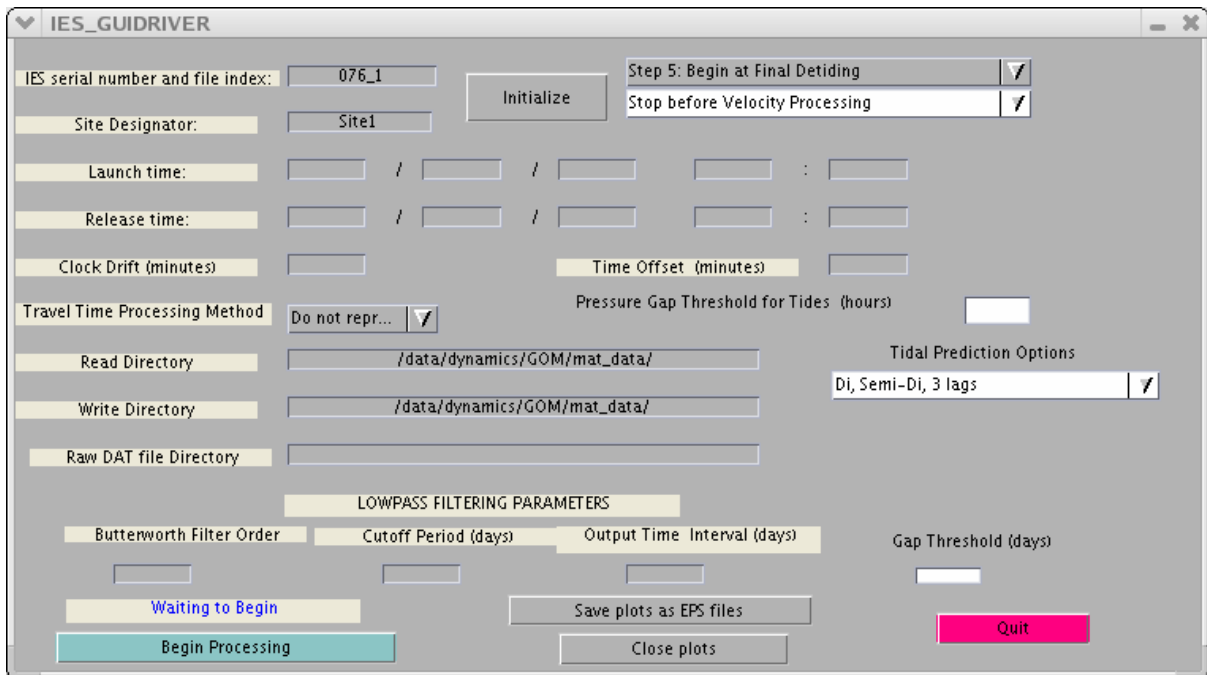 IES_GUIDRIVER
IES serial number and file index: 076_1 Initialize Step 5: Begin at Final Detiding
Stop before Velocity Processing
Site Designator: Site1
Launch time: / / :
Release time: / / :
Clock Drift (minutes) Time Offset (minutes)
Travel Time Processing Method Do not repr... Pressure Gap Threshold for Tides (hours)
Read Directory /data/dynamics/GOM/mat_data/ Tidal Prediction Options
Di, Semi-Di, 3 lags
Write Directory /data/dynamics/GOM/mat_data/
Raw DAT file Directory
LOWPASS FILTERING PARAMETERS
Butterworth Filter Order Cutoff Period (days) Output Time Interval (days) Gap Threshold (days)
Waiting to Begin Save plots as EPS files Quit
Begin Processing Close plots